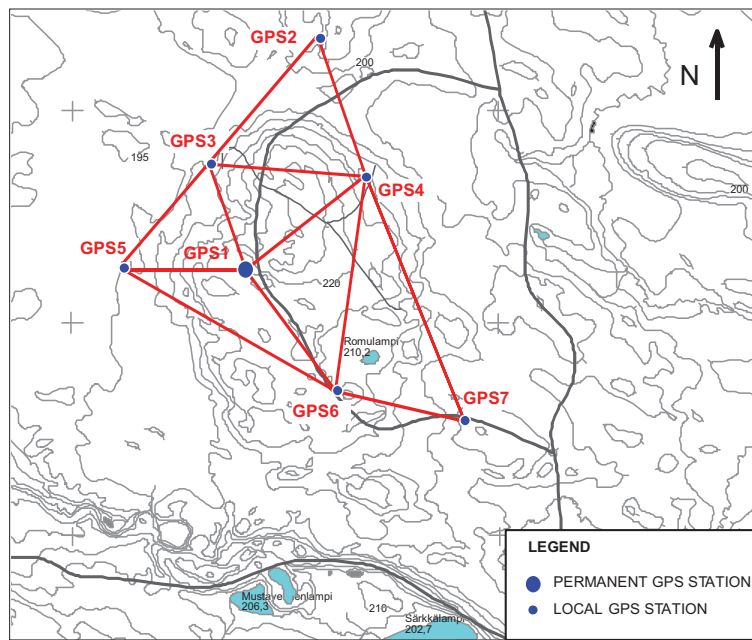 GPS2
200
N
GPS3
195
GPS4
200
GPS5
GPS1
220
Romulampi
210,2
GPS7
GPS6
LEGEND
PERMANENT GPS STATION
LOCAL GPS STATION
206,3
210
Särkkälampi
202,7